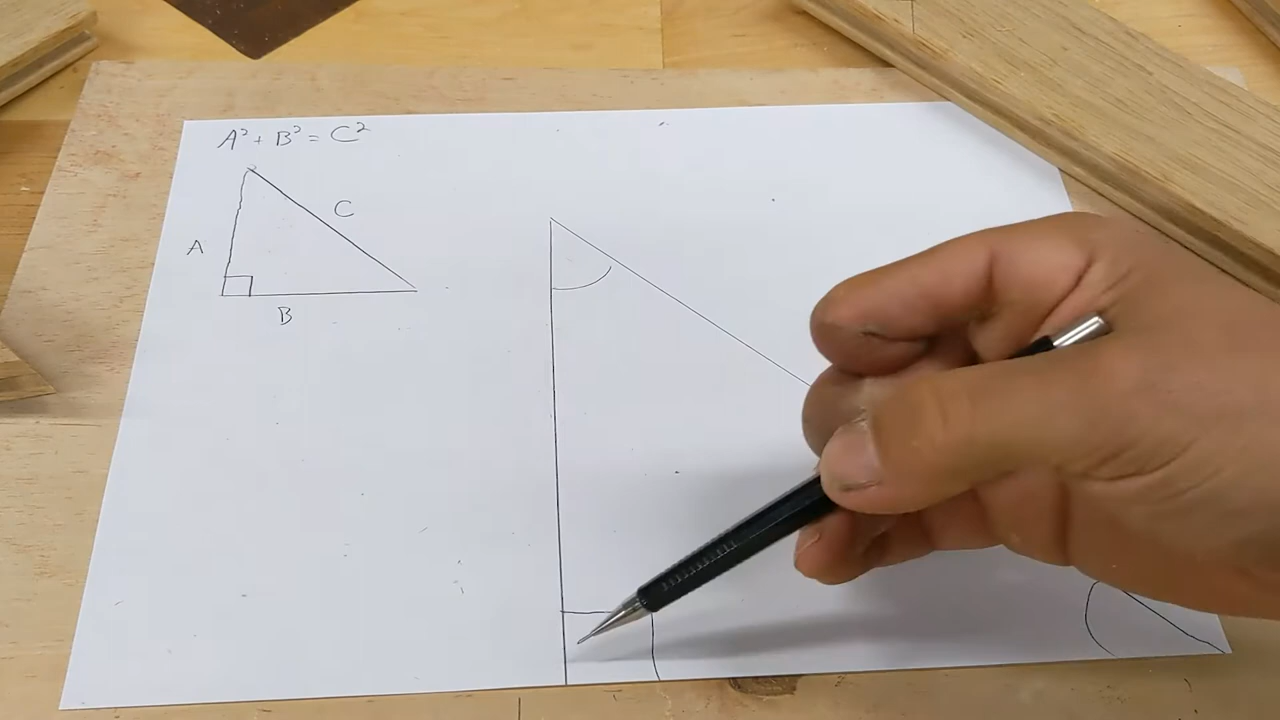 A² + B² = C²
C
A
B